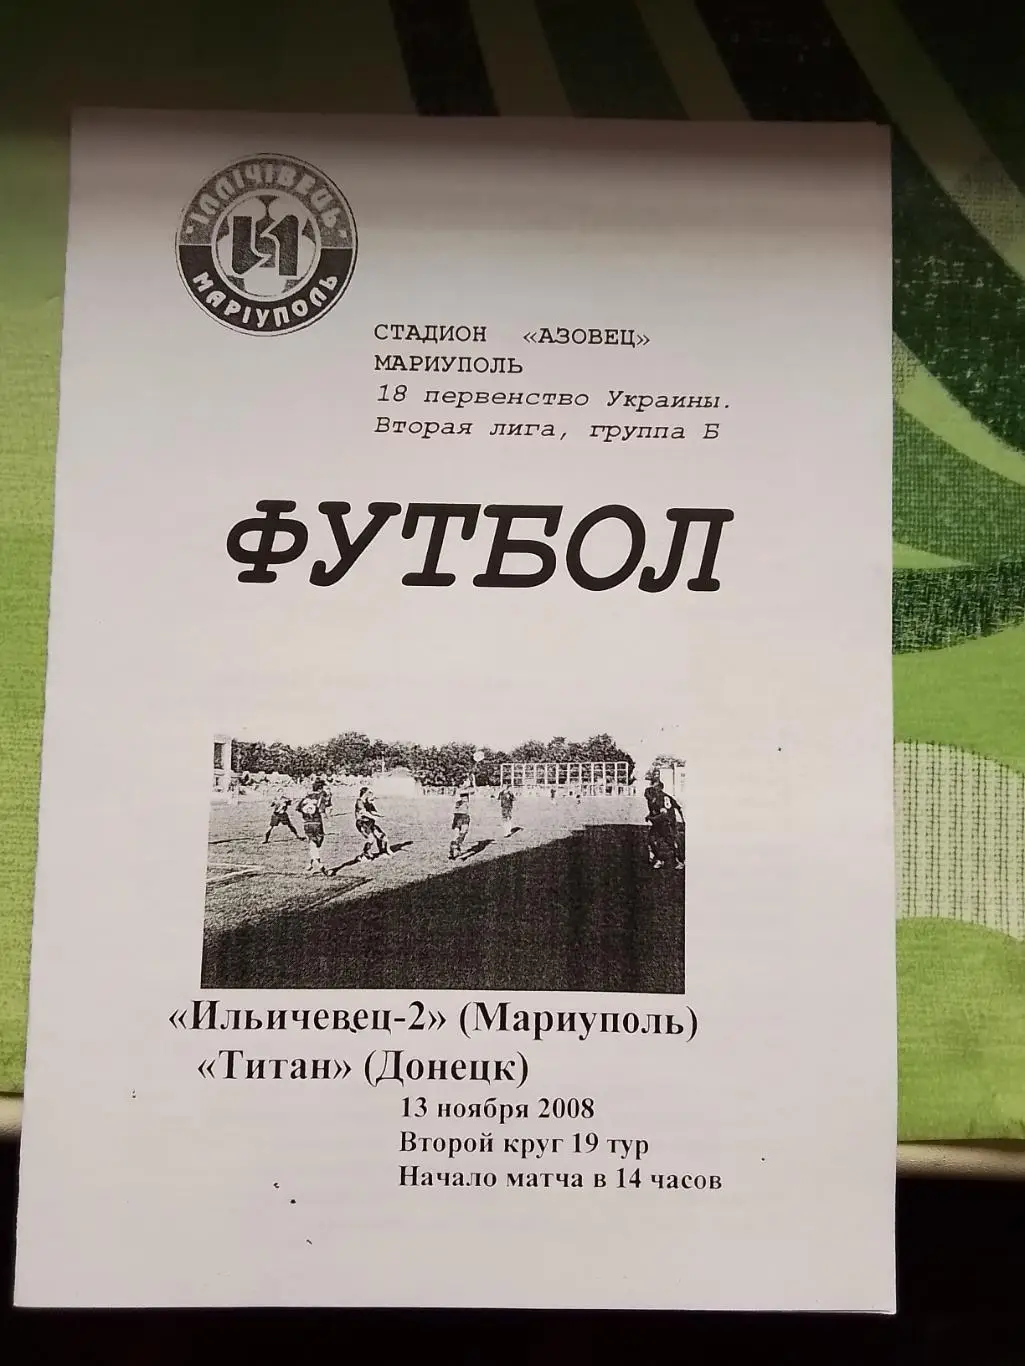 ІЛЛІЧІВЕЦЬ
МАРІУПОЛЬ
СТАДИОН «АЗОВЕЦ»
МАРИУПОЛЬ
18 первенство Украины.
Вторая лига, группа Б
ФУТБОЛ
«Ильичевец-2» (Мариуполь)
«Титан» (Донецк)
13 ноября 2008
Второй круг 19 тур
Начало матча в 14 часов